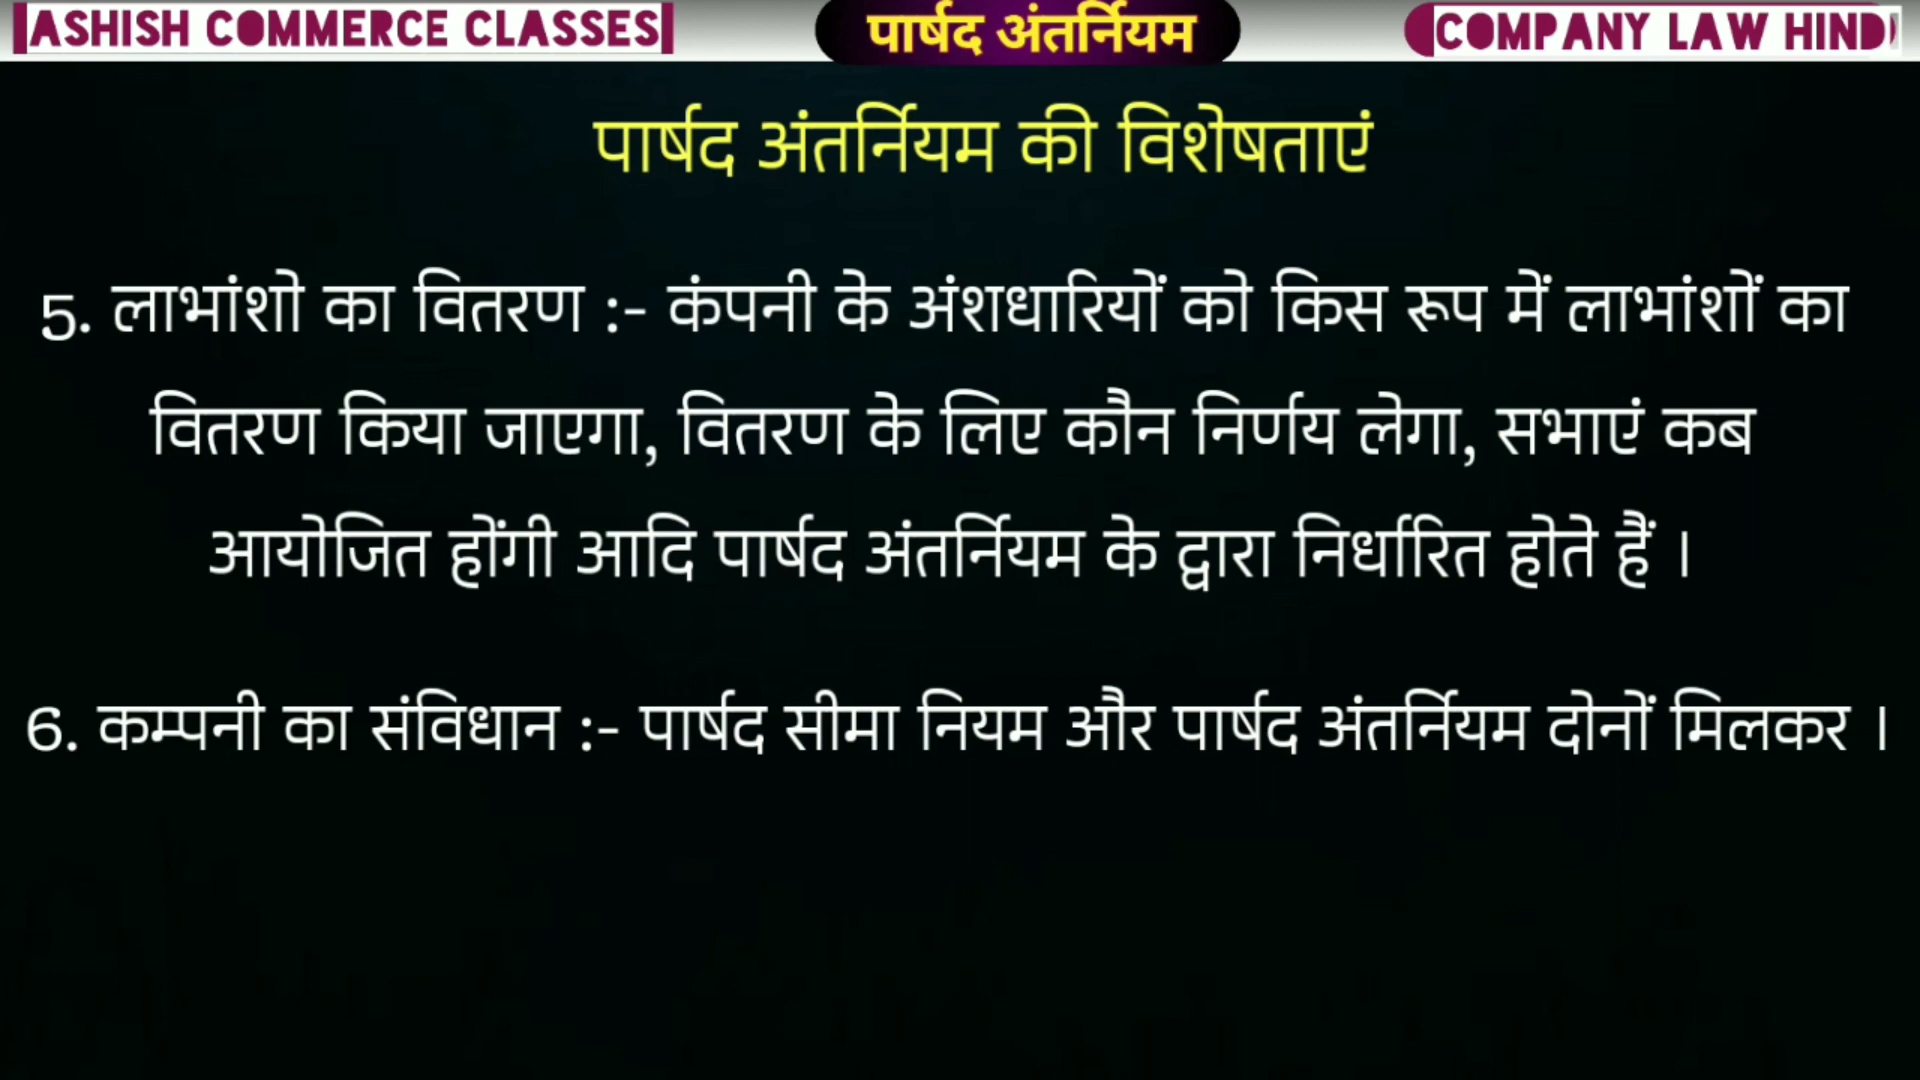 ASHISH COMMERCE CLASSES
पार्षद अंतर्नियम
COMPANY LAW HINDI
पार्षद अंतर्नियम की विशेषताएं
5. लाभांशो का वितरण :- कंपनी के अंशधारियों को किस रूप में लाभांशों का
वितरण किया जाएगा, वितरण के लिए कौन निर्णय लेगा, सभाएं कब
आयोजित होंगी आदि पार्षद अंतर्नियम के द्वारा निर्धारित होते हैं ।
6. कम्पनी का संविधान :- पार्षद सीमा नियम और पार्षद अंतर्नियम दोनों मिलकर ।